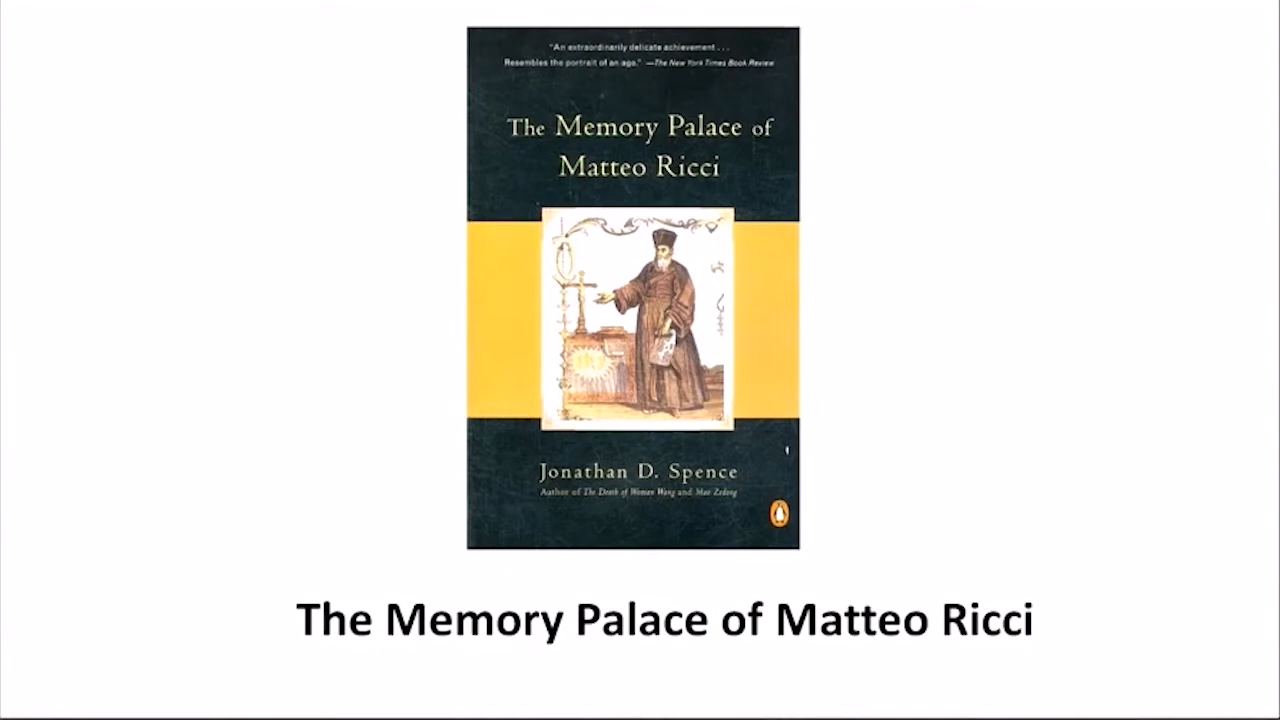 "An extraordinarily delicate achievement . . .
Resembles the portrait of an age." —The New York Times Book Review
The Memory Palace of
Matteo Ricci
Jonathan D. Spence
Author of The Death of Woman Wang and Mao Zedong
The Memory Palace of Matteo Ricci